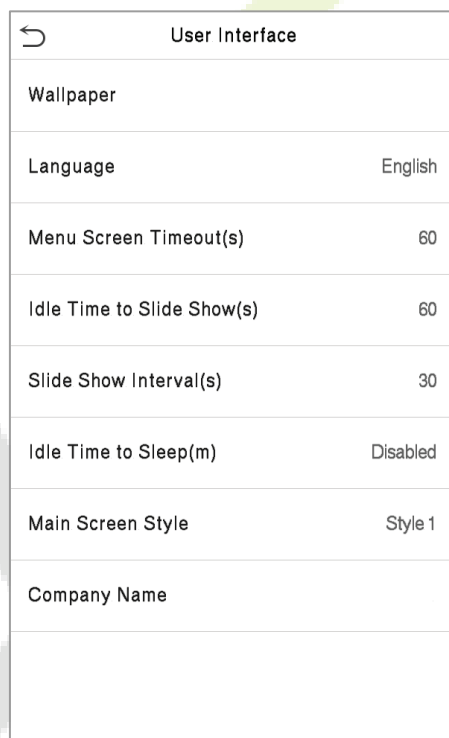 User Interface
Wallpaper
Language English
Menu Screen Timeout(s) 60
Idle Time to Slide Show(s) 60
Slide Show Interval(s) 30
Idle Time to Sleep(m) Disabled
Main Screen Style Style 1
Company Name